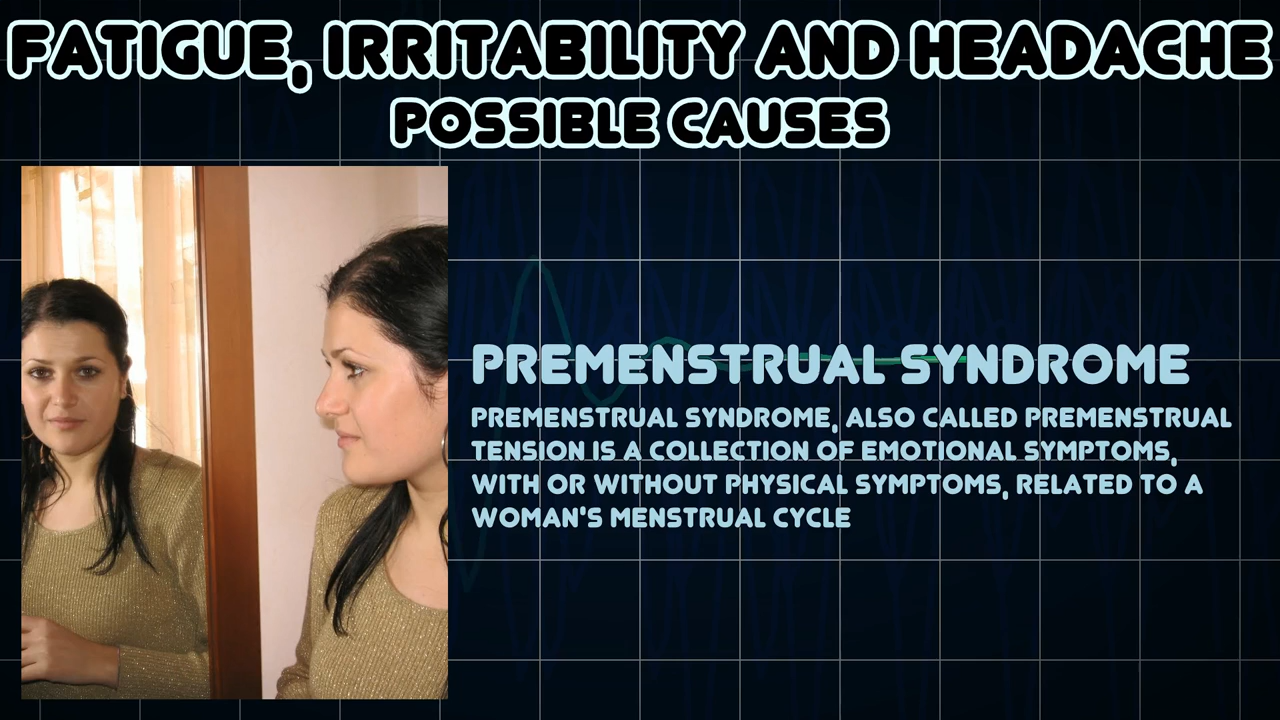 FATIGUE, IRRITABILITY AND HEADACHE
POSSIBLE CAUSES
PREMENSTRUAL SYNDROME
PREMENSTRUAL SYNDROME, ALSO CALLED PREMENSTRUAL
TENSION IS A COLLECTION OF EMOTIONAL SYMPTOMS,
WITH OR WITHOUT PHYSICAL SYMPTOMS, RELATED TO A
WOMAN'S MENSTRUAL CYCLE